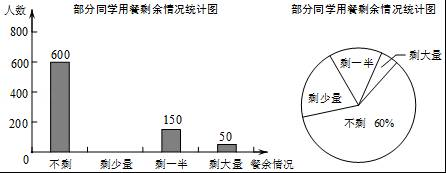 人数
部分同学用餐剩余情况统计图
800
600
400
200
0
600
150
50
不剩
剩少量
剩一半
剩大量
餐余情况
部分同学用餐剩余情况统计图
剩大量
剩一半
剩少量
不剩 60%